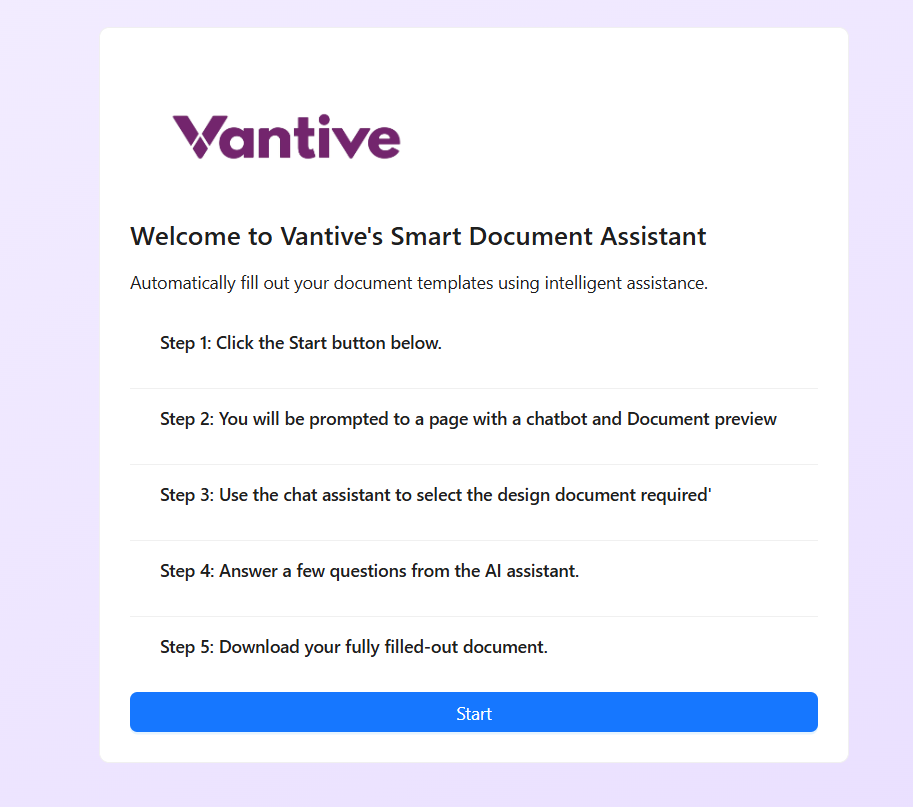 Vantive
Welcome to Vantive's Smart Document Assistant
Automatically fill out your document templates using intelligent assistance.
Step 1: Click the Start button below.
Step 2: You will be prompted to a page with a chatbot and Document preview
Step 3: Use the chat assistant to select the design document required'
Step 4: Answer a few questions from the AI assistant.
Step 5: Download your fully filled-out document.
Start